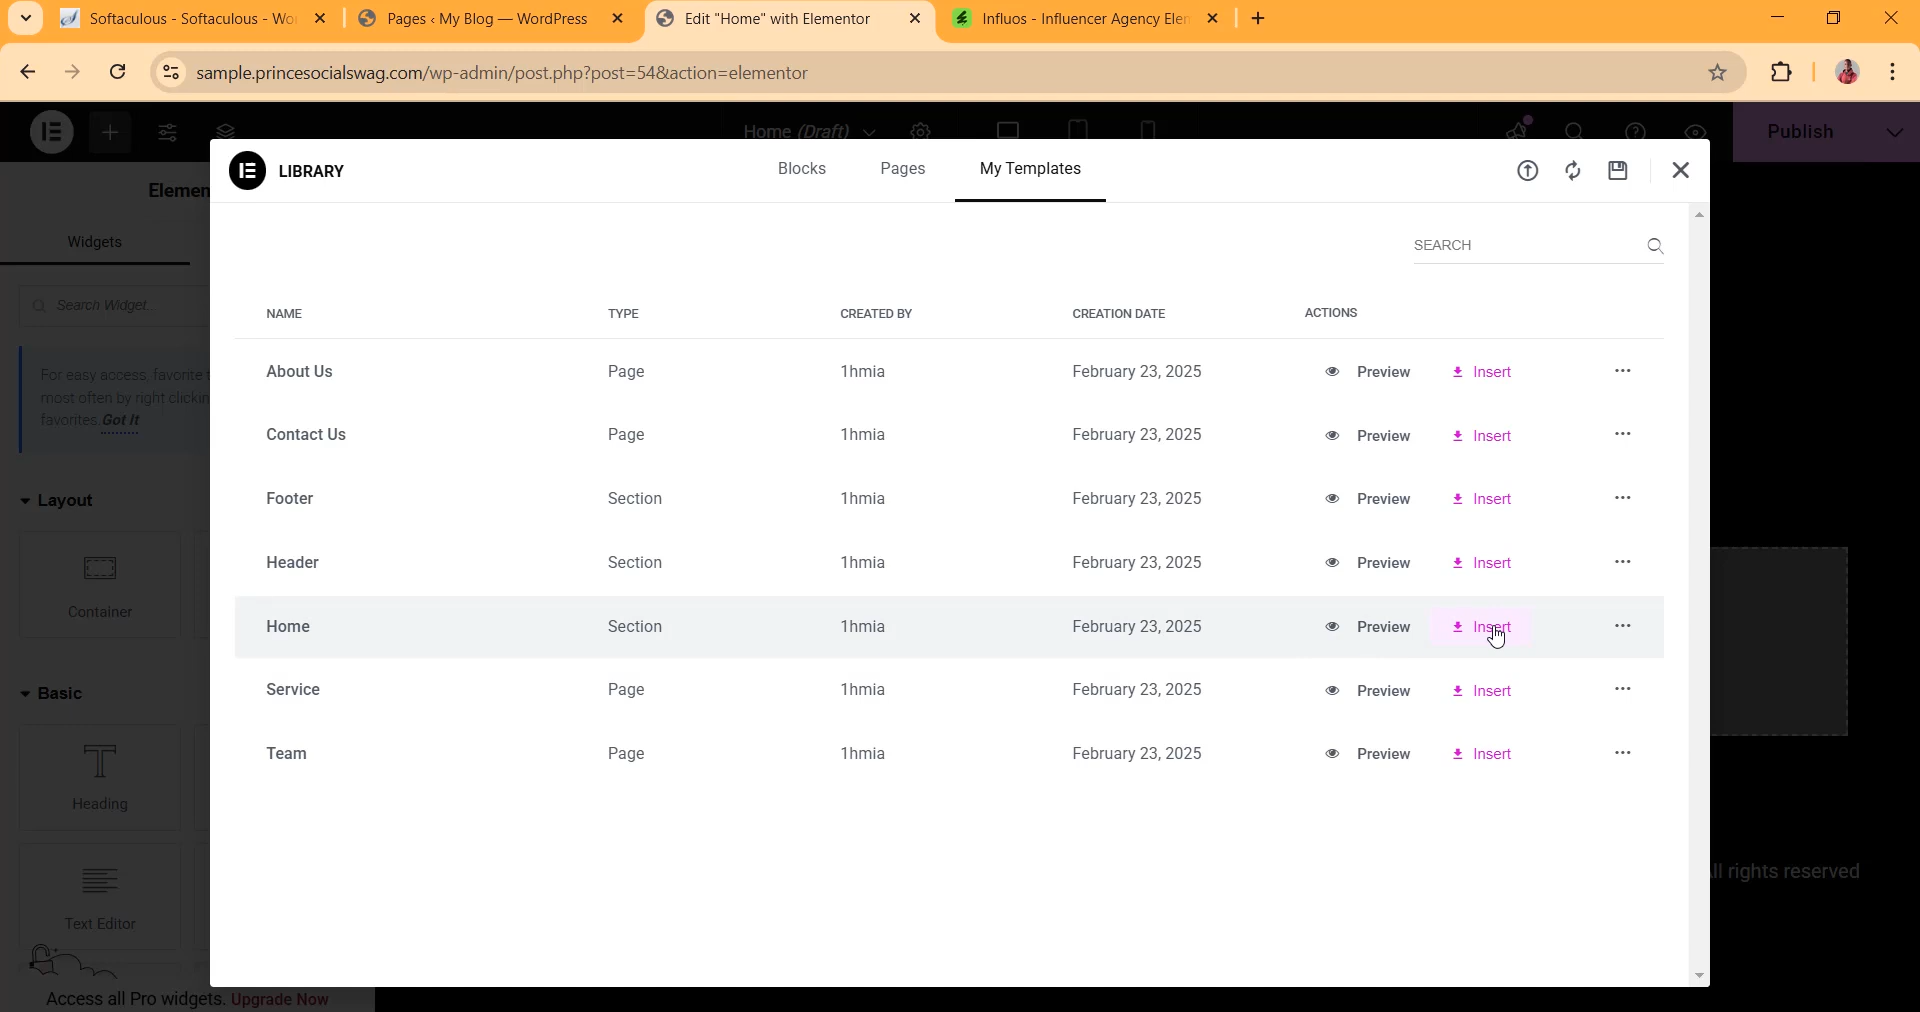 Softaculous - Softaculous - Wo
Pages ‹ My Blog — WordPress
Edit "Home" with Elementor
Influos - Influencer Agency Elem
sample.princesocialswag.com/wp-admin/post.php?post=54&action=elementor
Home (Draft)
Publish
LIBRARY
Blocks
Pages
My Templates
Elemen
Widgets
SEARCH
Search Widget...
NAME TYPE CREATED BY CREATION DATE ACTIONS
About Us Page 1hmia February 23, 2025 Preview Insert
For easy access, favorite t
most often by right clickin
favorites. Got It
Contact Us Page 1hmia February 23, 2025 Preview Insert
Layout
Footer Section 1hmia February 23, 2025 Preview Insert
Header Section 1hmia February 23, 2025 Preview Insert
Container
Home Section 1hmia February 23, 2025 Preview Insert
Basic
Service Page 1hmia February 23, 2025 Preview Insert
Team Page 1hmia February 23, 2025 Preview Insert
Heading
All rights reserved
Text Editor
Access all Pro widgets. Upgrade Now